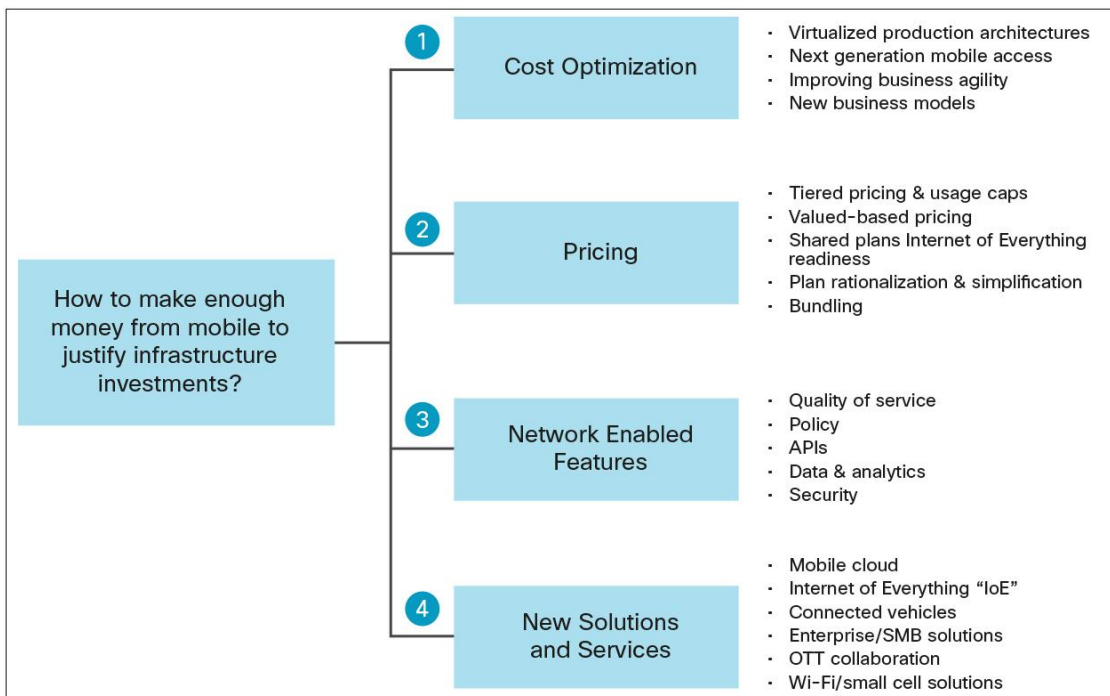 How to make enough
money from mobile to
justify infrastructure
investments?
1
Cost Optimization
· Virtualized production architectures
· Next generation mobile access
· Improving business agility
· New business models
2
Pricing
· Tiered pricing & usage caps
· Valued-based pricing
· Shared plans Internet of Everything
readiness
· Plan rationalization & simplification
· Bundling
3
Network Enabled
Features
· Quality of service
· Policy
· APIs
· Data & analytics
· Security
4
New Solutions
and Services
· Mobile cloud
· Internet of Everything “IoE”
· Connected vehicles
· Enterprise/SMB solutions
· OTT collaboration
· Wi-Fi/small cell solutions